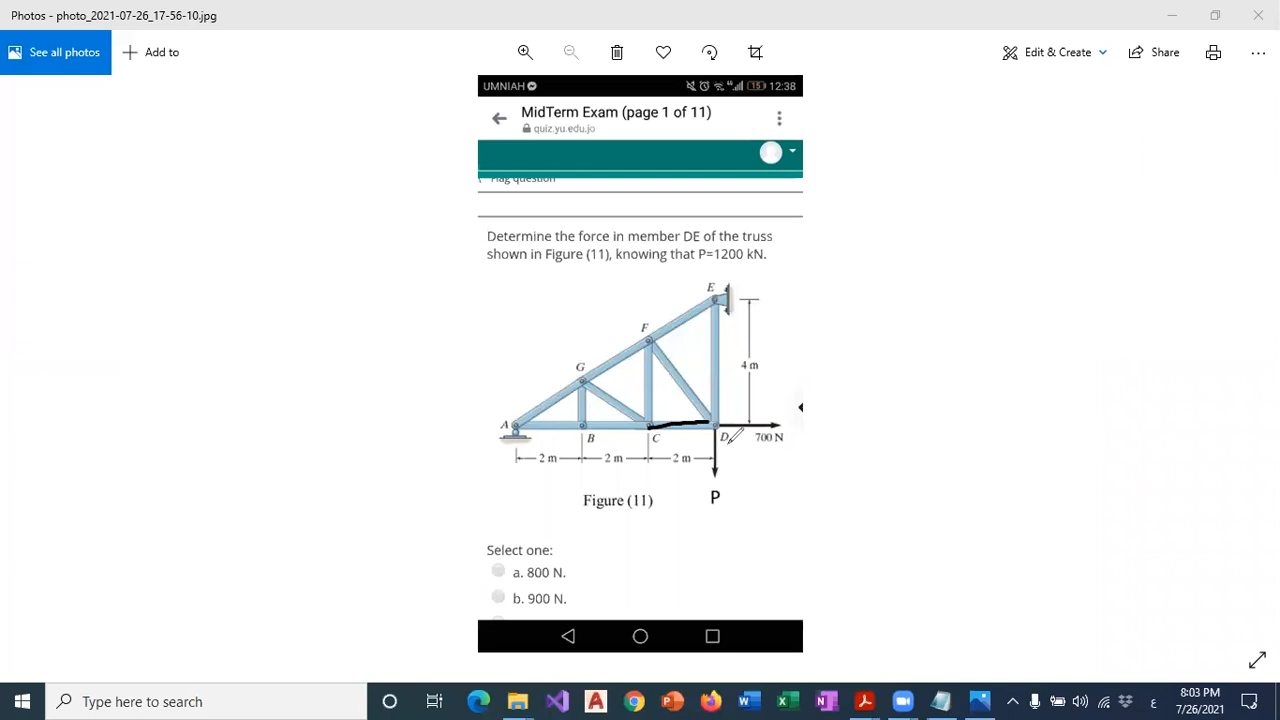 Photos - photo_2021-07-26_17-56-10.jpg
See all photos
Add to
Edit & Create
Share
UMNIAH
15
12:38
MidTerm Exam (page 1 of 11)
quiz.yu.edu.jo
Flag question
Determine the force in member DE of the truss
shown in Figure (11), knowing that P=1200 kN.
E
F
4 m
G
A
B
C
D
700 N
2 m
2 m
2 m
Figure (11)
P
Select one:
a. 800 N.
b. 900 N.
Type here to search
ع
8:03 PM
7/26/2021